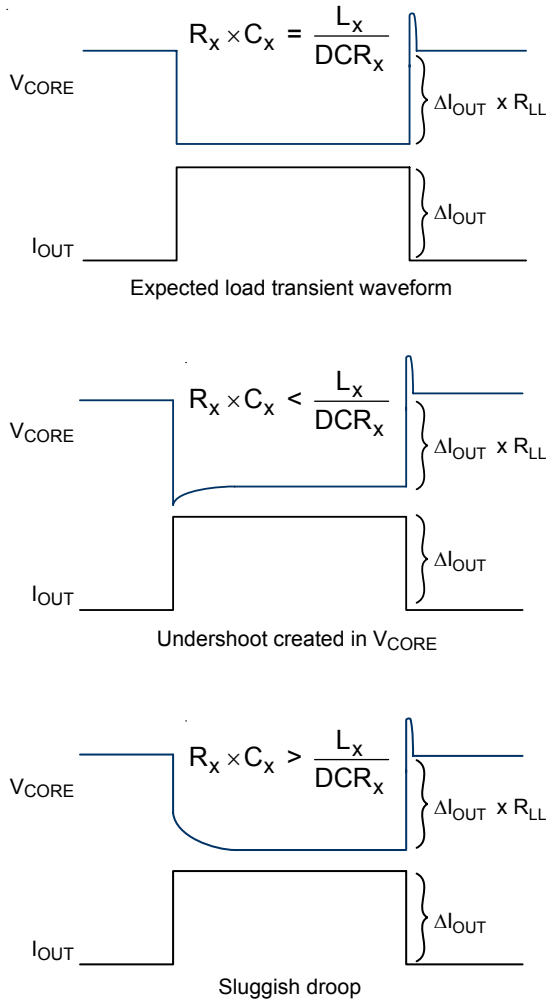 Rx × Cx = Lx / DCRx
VCORE
ΔIOUT x RLL
ΔIOUT
IOUT
Expected load transient waveform
Rx × Cx < Lx / DCRx
VCORE
ΔIOUT x RLL
ΔIOUT
IOUT
Undershoot created in VCORE
Rx × Cx > Lx / DCRx
VCORE
ΔIOUT x RLL
ΔIOUT
IOUT
Sluggish droop